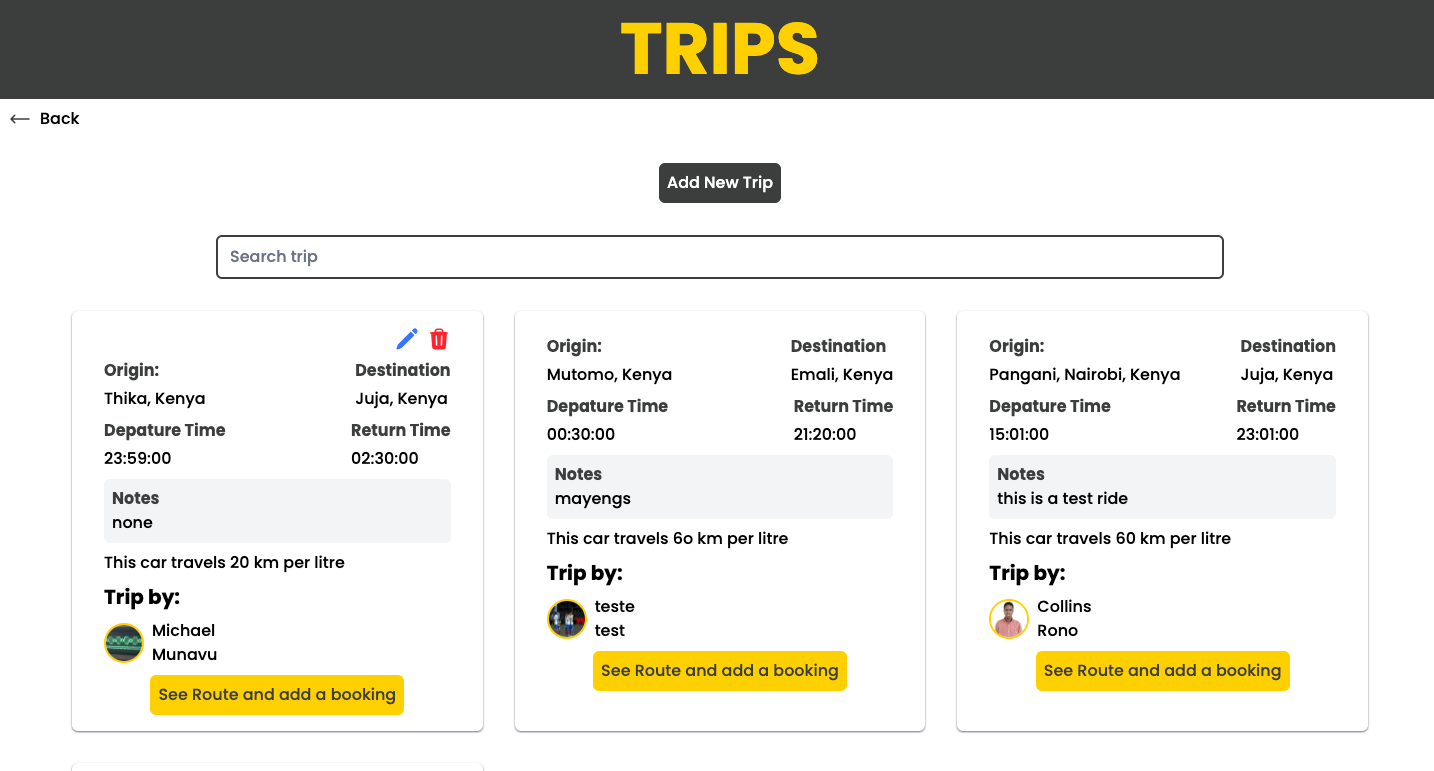 TRIPS
Back
Add New Trip
Search trip
Origin: Destination
Thika, Kenya Juja, Kenya
Depature Time Return Time
23:59:00 02:30:00
Notes
none
This car travels 20 km per litre
Trip by:
Michael
Munavu
See Route and add a booking
Origin: Destination
Mutomo, Kenya Emali, Kenya
Depature Time Return Time
00:30:00 21:20:00
Notes
mayengs
This car travels 6o km per litre
Trip by:
teste
test
See Route and add a booking
Origin: Destination
Pangani, Nairobi, Kenya Juja, Kenya
Depature Time Return Time
15:01:00 23:01:00
Notes
this is a test ride
This car travels 60 km per litre
Trip by:
Collins
Rono
See Route and add a booking